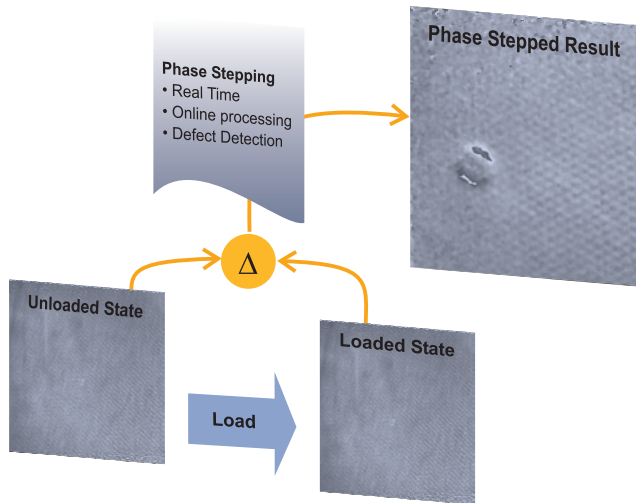 Phase Stepping
• Real Time
• Online processing
• Defect Detection
Phase Stepped Result
Δ
Unloaded State
Loaded State
Load